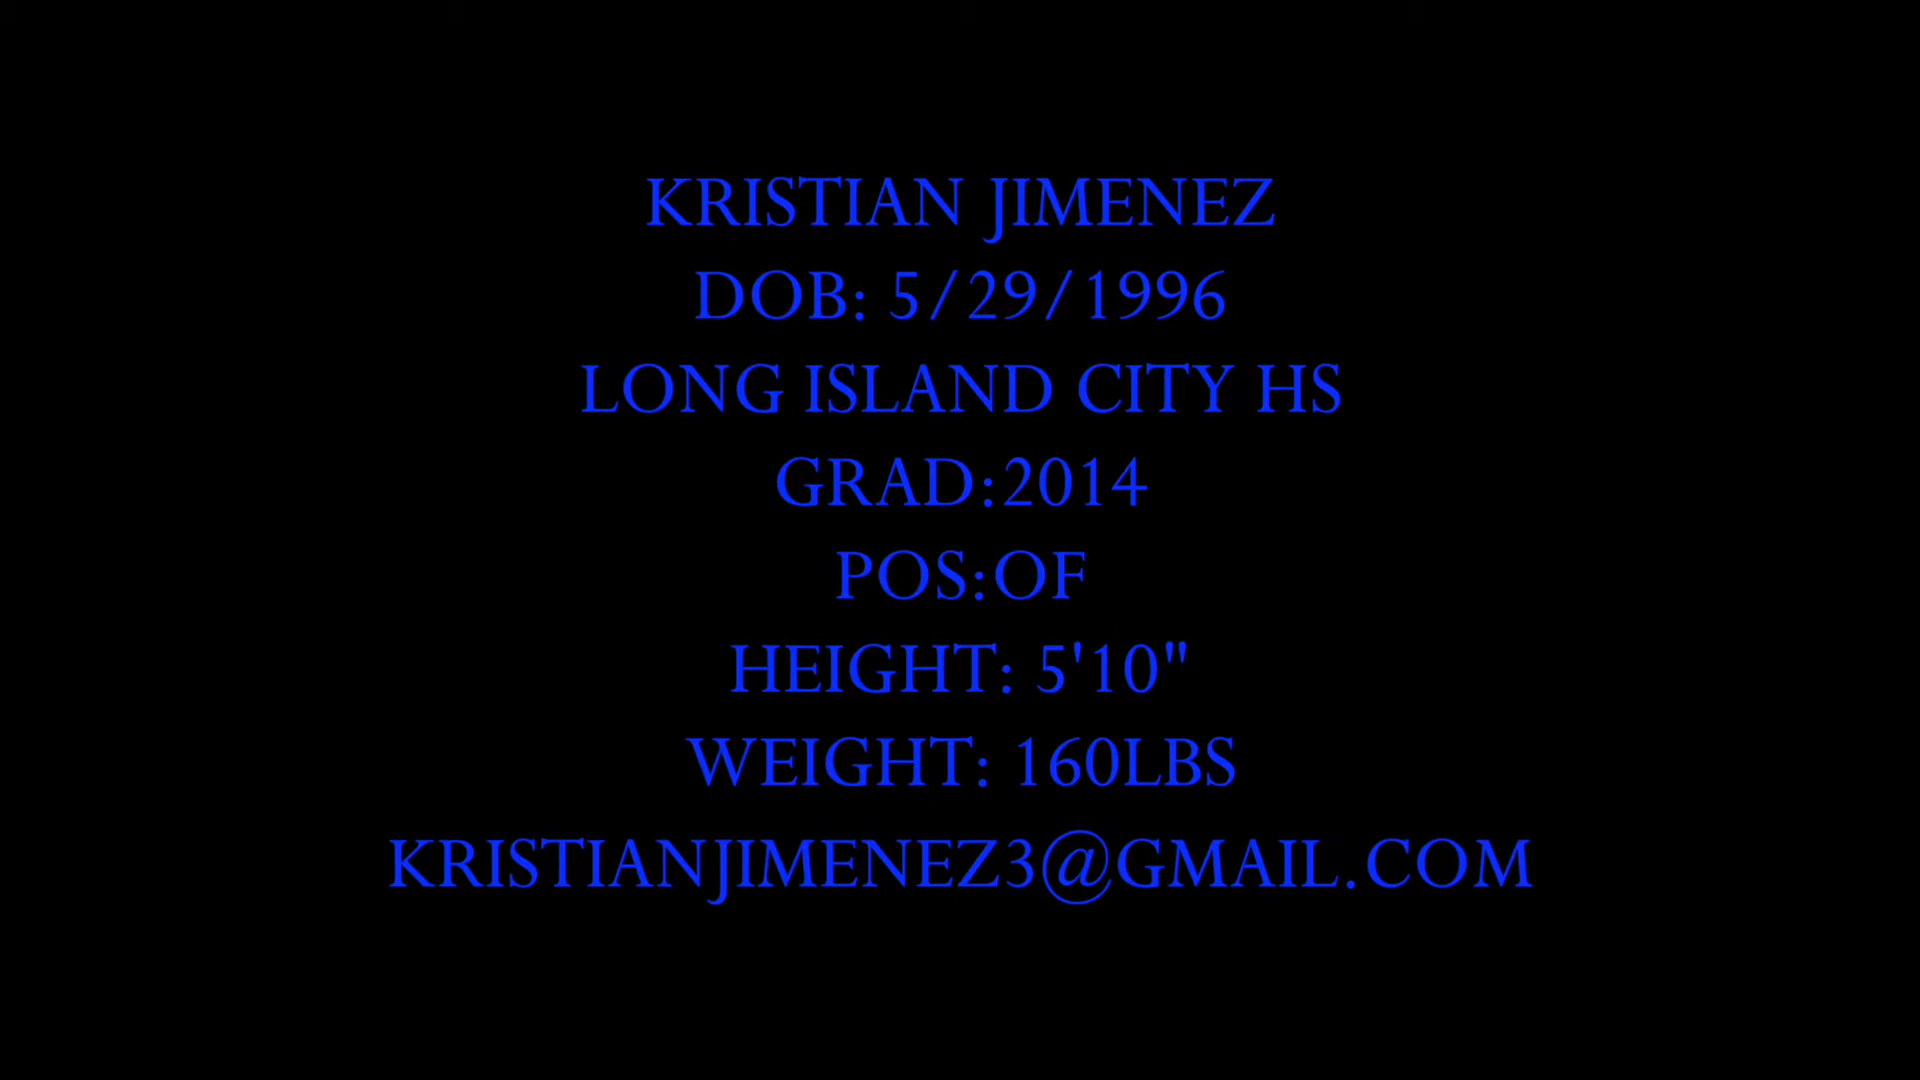 KRISTIAN JIMENEZ
DOB: 5/29/1996
LONG ISLAND CITY HS
GRAD:2014
POS:OF
HEIGHT: 5'10"
WEIGHT: 160LBS
KRISTIANJIMENEZ3@GMAIL.COM